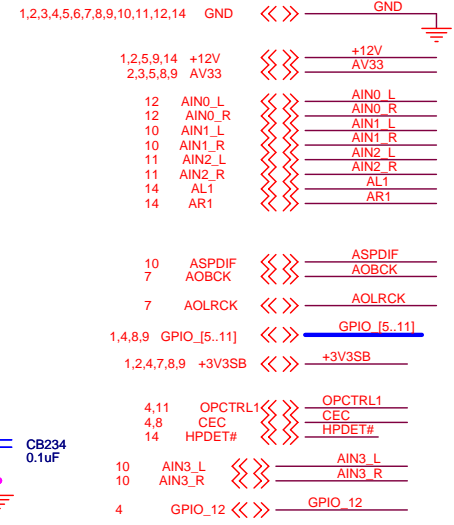 1,2,3,4,5,6,7,8,9,10,11,12,14 GND GND
1,2,5,9,14 +12V +12V
2,3,5,8,9 AV33 AV33
12 AIN0_L AIN0_L
12 AIN0_R AIN0_R
10 AIN1_L AIN1_L
10 AIN1_R AIN1_R
11 AIN2_L AIN2_L
11 AIN2_R AIN2_R
14 AL1 AL1
14 AR1 AR1
10 ASPDIF ASPDIF
7 AOBCK AOBCK
7 AOLRCK AOLRCK
1,4,8,9 GPIO_[5..11] GPIO_[5..11]
1,2,4,7,8,9 +3V3SB +3V3SB
4,11 OPCTRL1 OPCTRL1
4,8 CEC CEC
14 HPDET# HPDET#
CB234
0.1uF
10 AIN3_L AIN3_L
10 AIN3_R AIN3_R
4 GPIO_12 GPIO_12